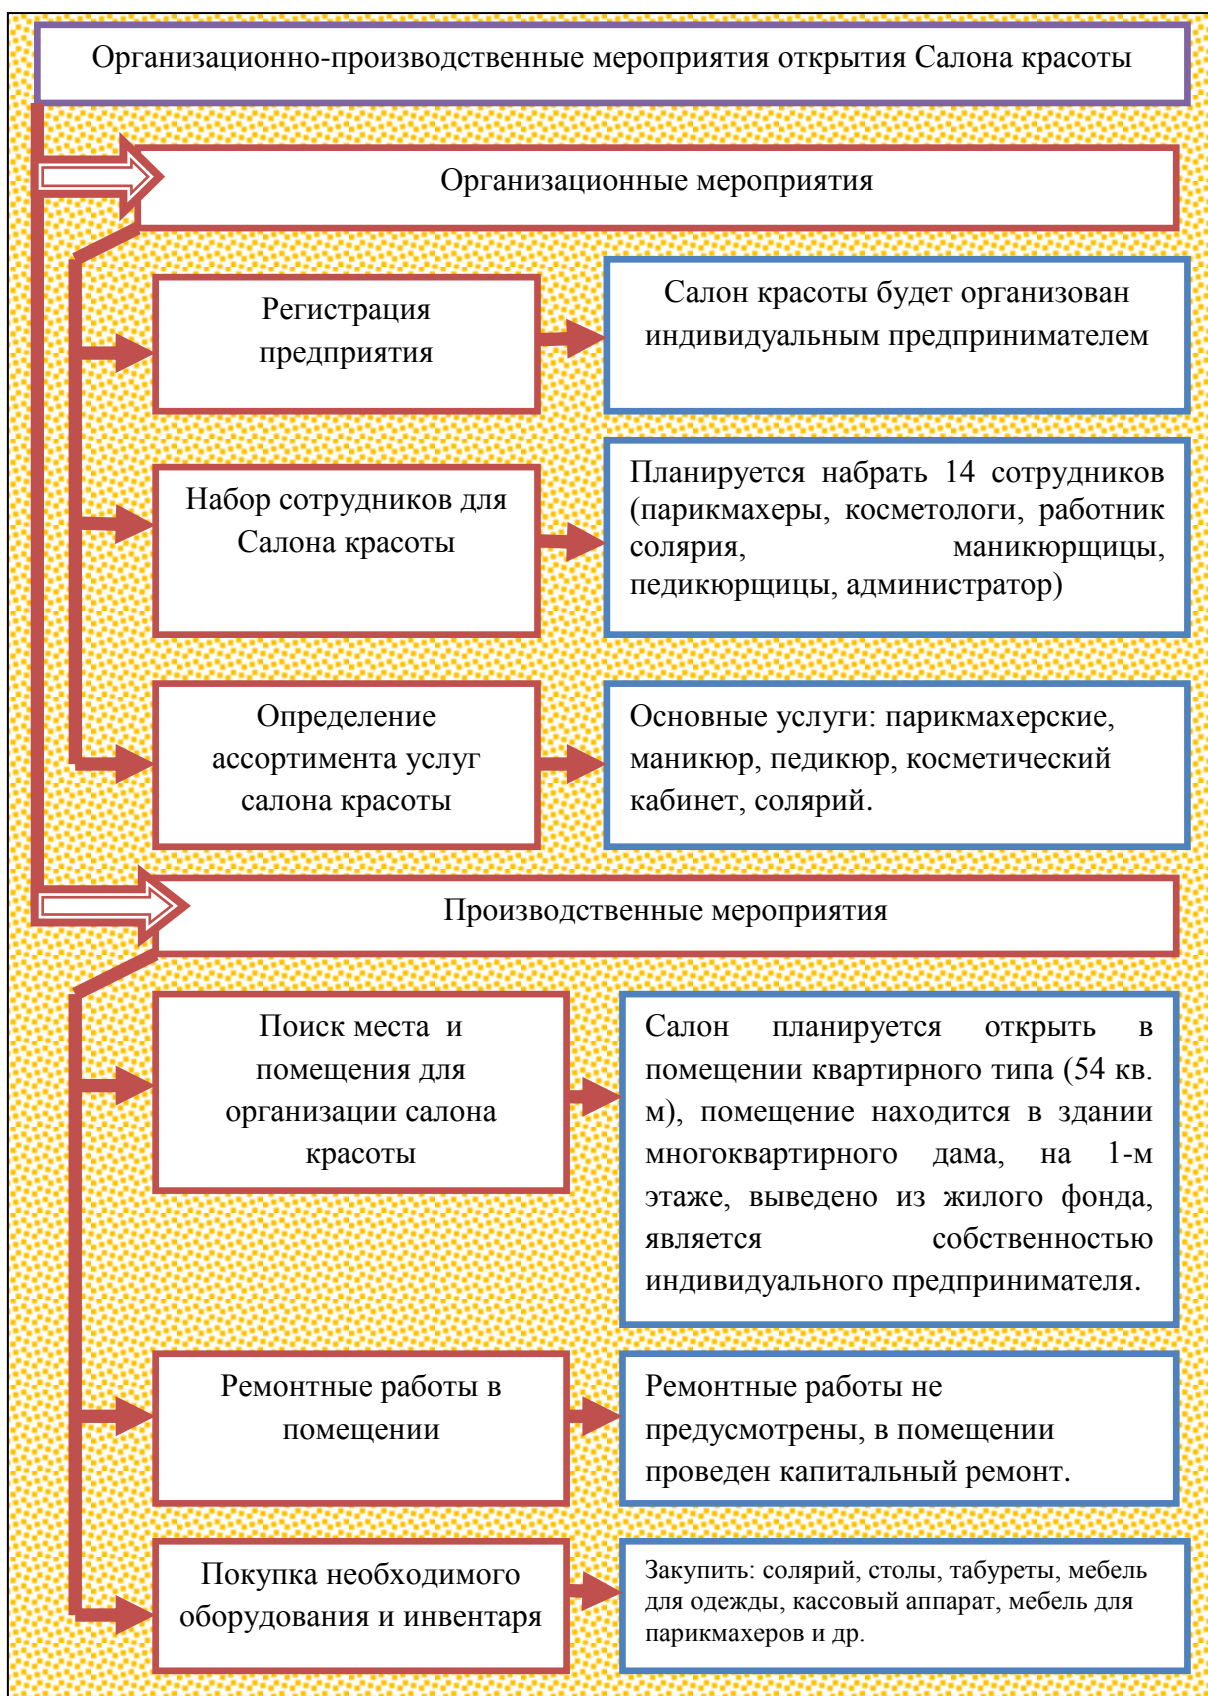 Организационно-производственные мероприятия открытия Салона красоты
Организационные мероприятия
Регистрация
предприятия
Салон красоты будет организован
индивидуальным предпринимателем
Набор сотрудников для
Салона красоты
Планируется набрать 14 сотрудников
(парикмахеры, косметологи, работник
солярия, маникюрщицы,
педикюрщицы, администратор)
Определение
ассортимента услуг
салона красоты
Основные услуги: парикмахерские,
маникюр, педикюр, косметический
кабинет, солярий.
Производственные мероприятия
Поиск места и
помещения для
организации салона
красоты
Салон планируется открыть в
помещении квартирного типа (54 кв.
м), помещение находится в здании
многоквартирного дама, на 1-м
этаже, выведено из жилого фонда,
является собственностью
индивидуального предпринимателя.
Ремонтные работы в
помещении
Ремонтные работы не
предусмотрены, в помещении
проведен капитальный ремонт.
Покупка необходимого
оборудования и инвентаря
Закупить: солярий, столы, табуреты, мебель
для одежды, кассовый аппарат, мебель для
парикмахеров и др.